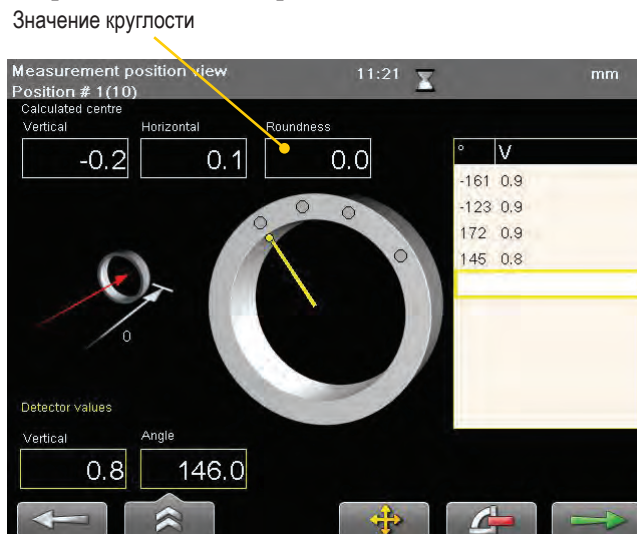 Значение круглости
Measurement position view 11:21 mm
Position # 1(10)
Calculated centre
Vertical Horizontal Roundness
-0.2 0.1 0.0
° V
-161 0.9
-123 0.9
172 0.9
145 0.8
0
Detector values
Vertical Angle
0.8 146.0